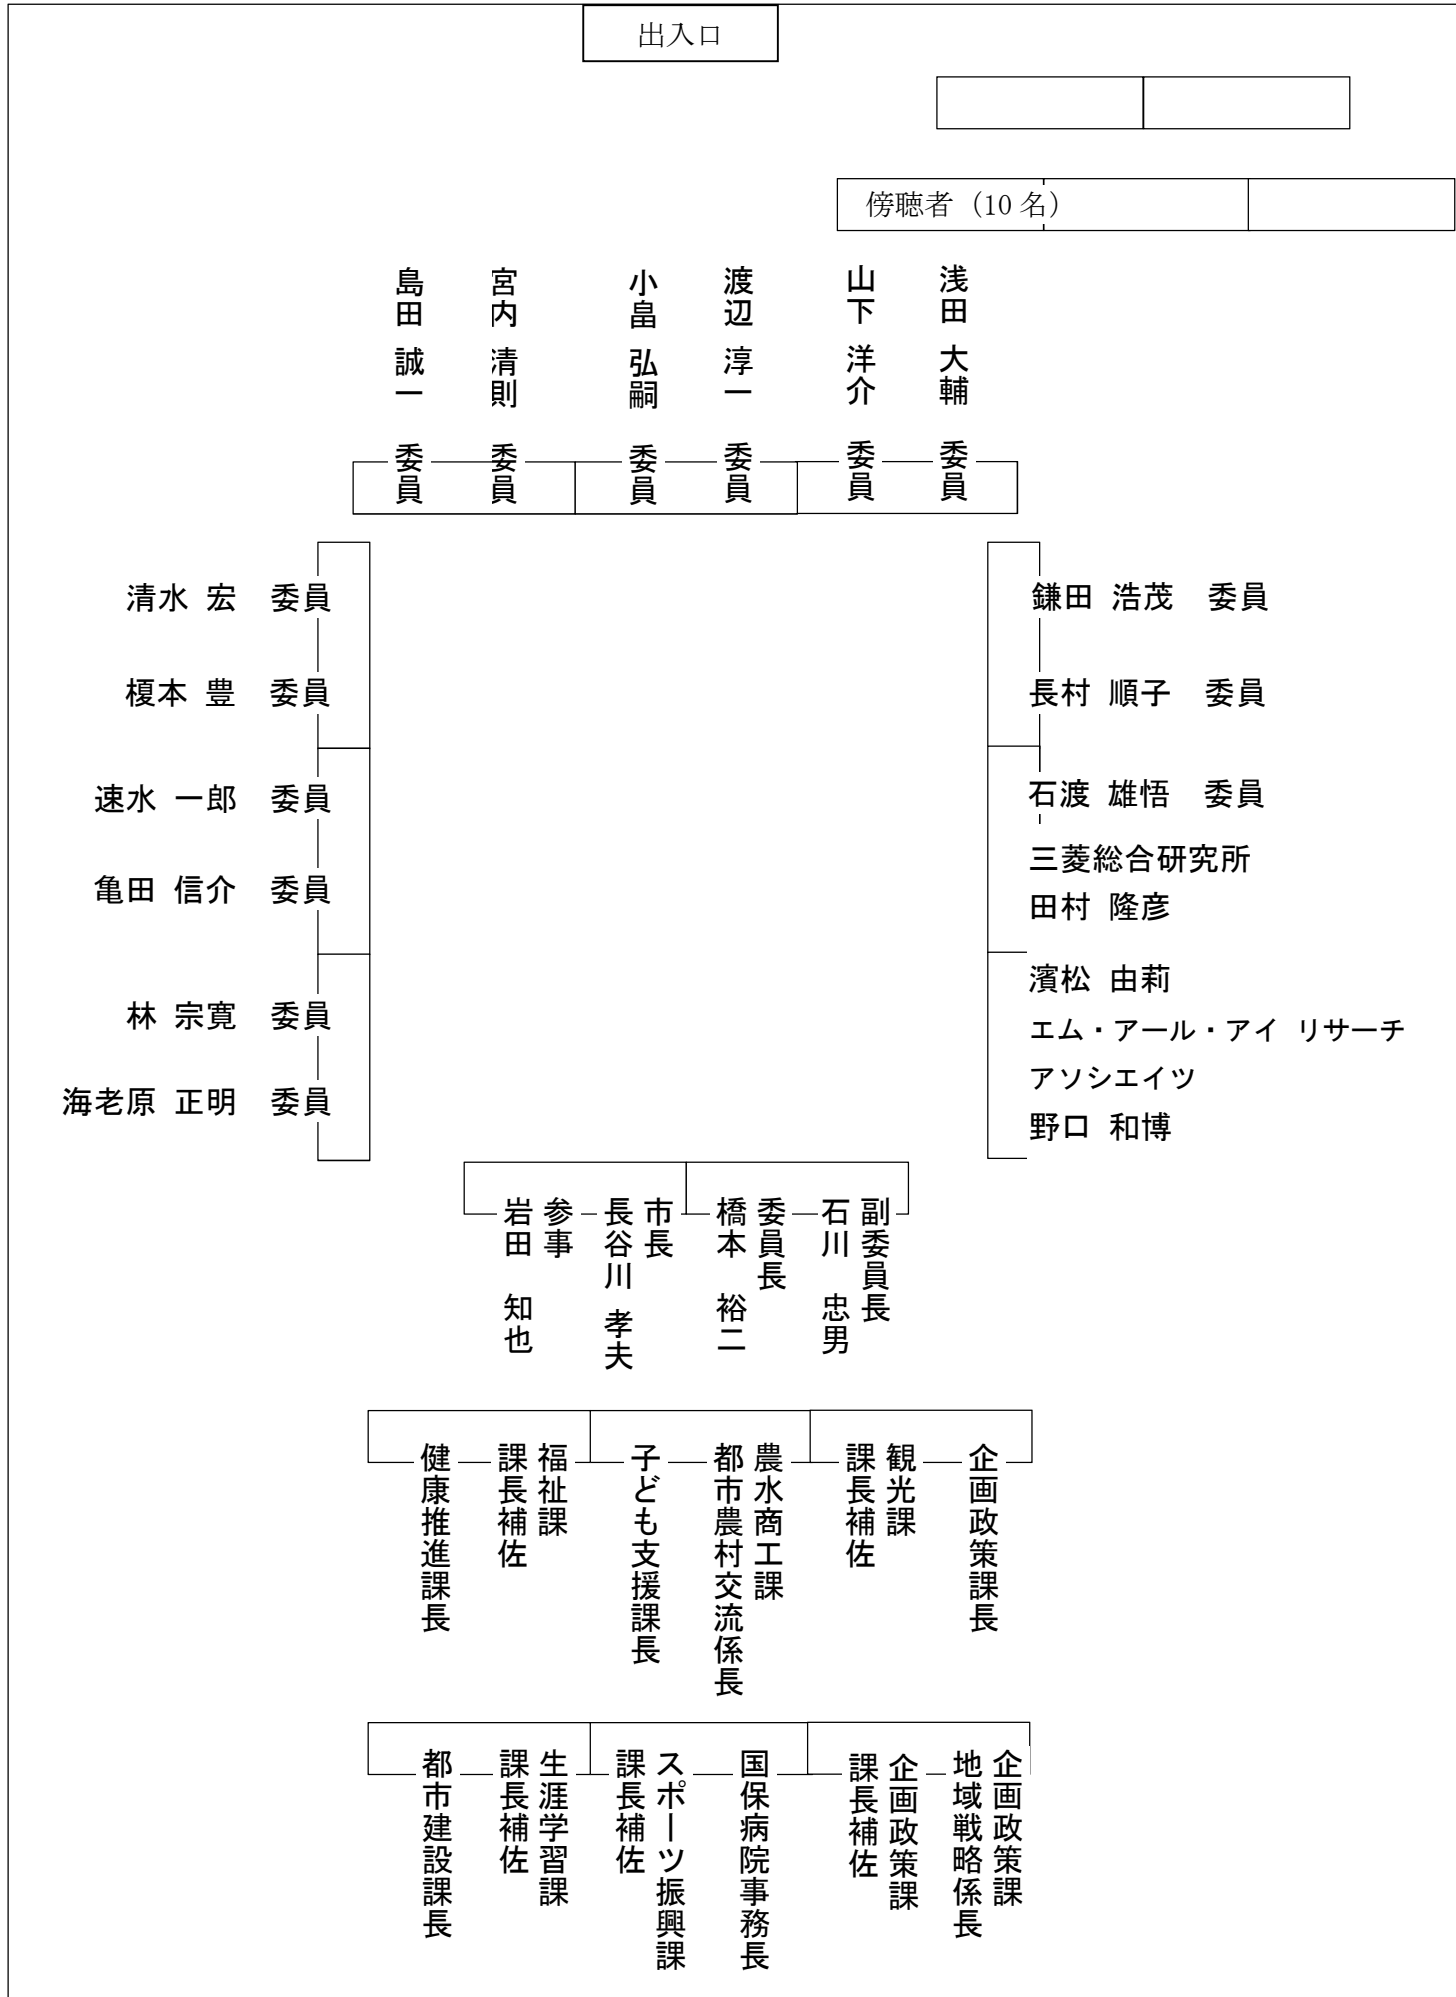 出入口
傍聴者（10 名）
島田 誠一 委員
宮内 清則 委員
小畠 弘嗣 委員
渡辺 淳一 委員
山下 洋介 委員
浅田 大輔 委員
清水 宏 委員
榎本 豊 委員
速水 一郎 委員
亀田 信介 委員
林 宗寛 委員
海老原 正明 委員
鎌田 浩茂 委員
長村 順子 委員
石渡 雄悟 委員
三菱総合研究所
田村 隆彦
濱松 由莉
エム・アール・アイ リサーチ
アソシエイツ
野口 和博
参事
岩田 知也
市長
長谷川 孝夫
委員長
橋本 裕二
副委員長
石川 忠男
健康推進課長
福祉課
課長補佐
子ども支援課長
農水商工課
都市農村交流係長
観光課
課長補佐
企画政策課長
都市建設課長
生涯学習課
課長補佐
スポーツ振興課
課長補佐
国保病院事務長
企画政策課
課長補佐
企画政策課
地域戦略係長